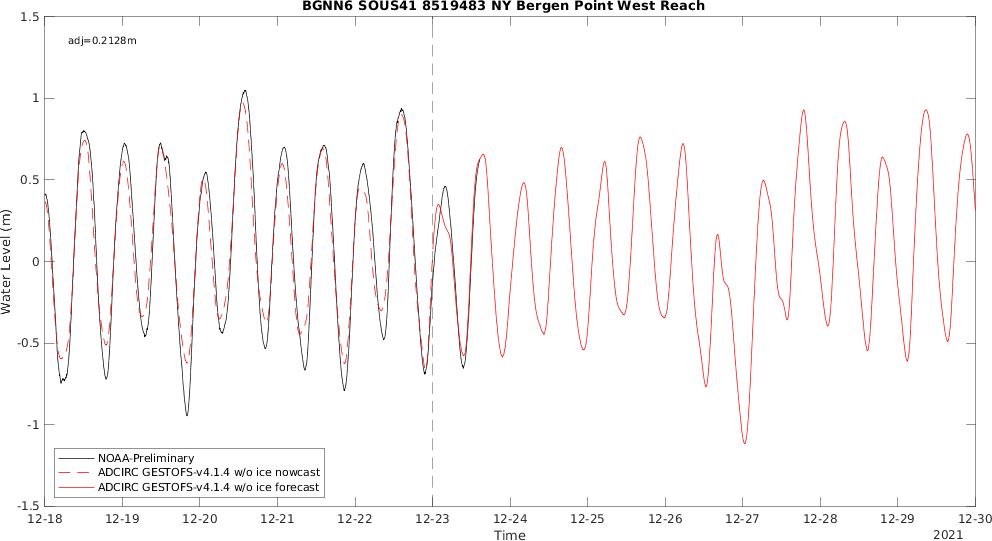 BGNN6 SOUS41 8519483 NY Bergen Point West Reach
adj=0.2128m
1.5
1
0.5
0
-0.5
-1
-1.5
Water Level (m)
NOAA-Preliminary
ADCIRC GESTOFS-v4.1.4 w/o ice nowcast
ADCIRC GESTOFS-v4.1.4 w/o ice forecast
12-18 12-19 12-20 12-21 12-22 12-23 12-24 12-25 12-26 12-27 12-28 12-29 12-30
Time
2021